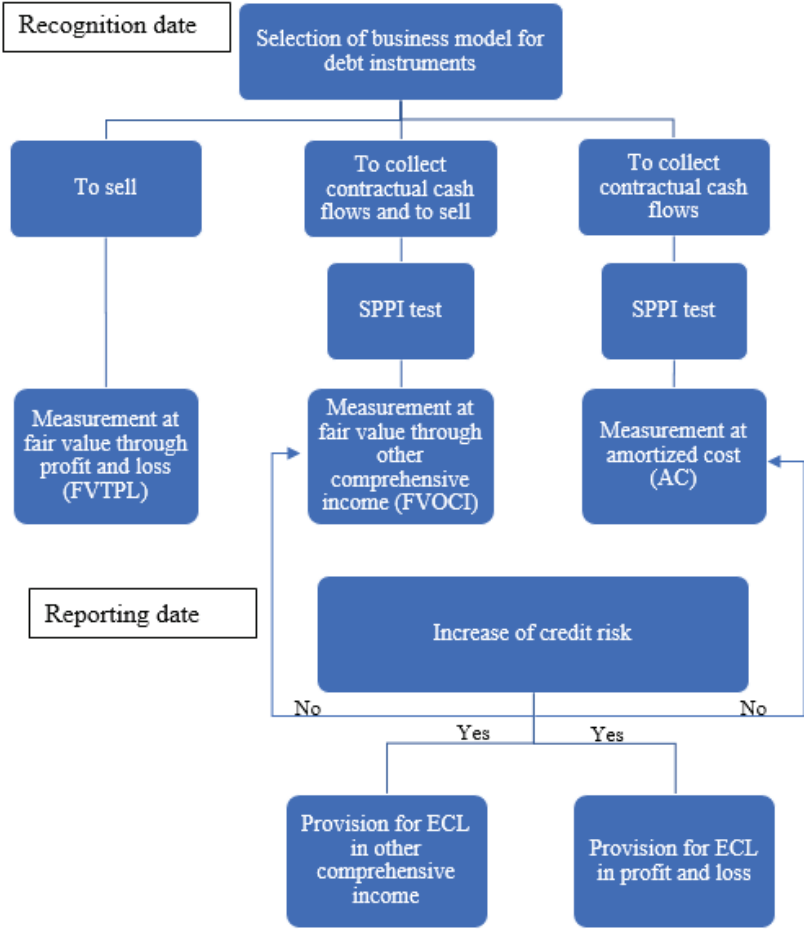 Recognition date
Selection of business model for
debt instruments
To sell
To collect
contractual cash
flows and to sell
To collect
contractual cash
flows
SPPI test
SPPI test
Measurement at
fair value through
profit and loss
(FVTPL)
Measurement at
fair value through
other
comprehensive
income (FVOCI)
Measurement at
amortized cost
(AC)
Reporting date
Increase of credit risk
No
No
Yes
Yes
Provision for ECL
in other
comprehensive
income
Provision for ECL
in profit and loss